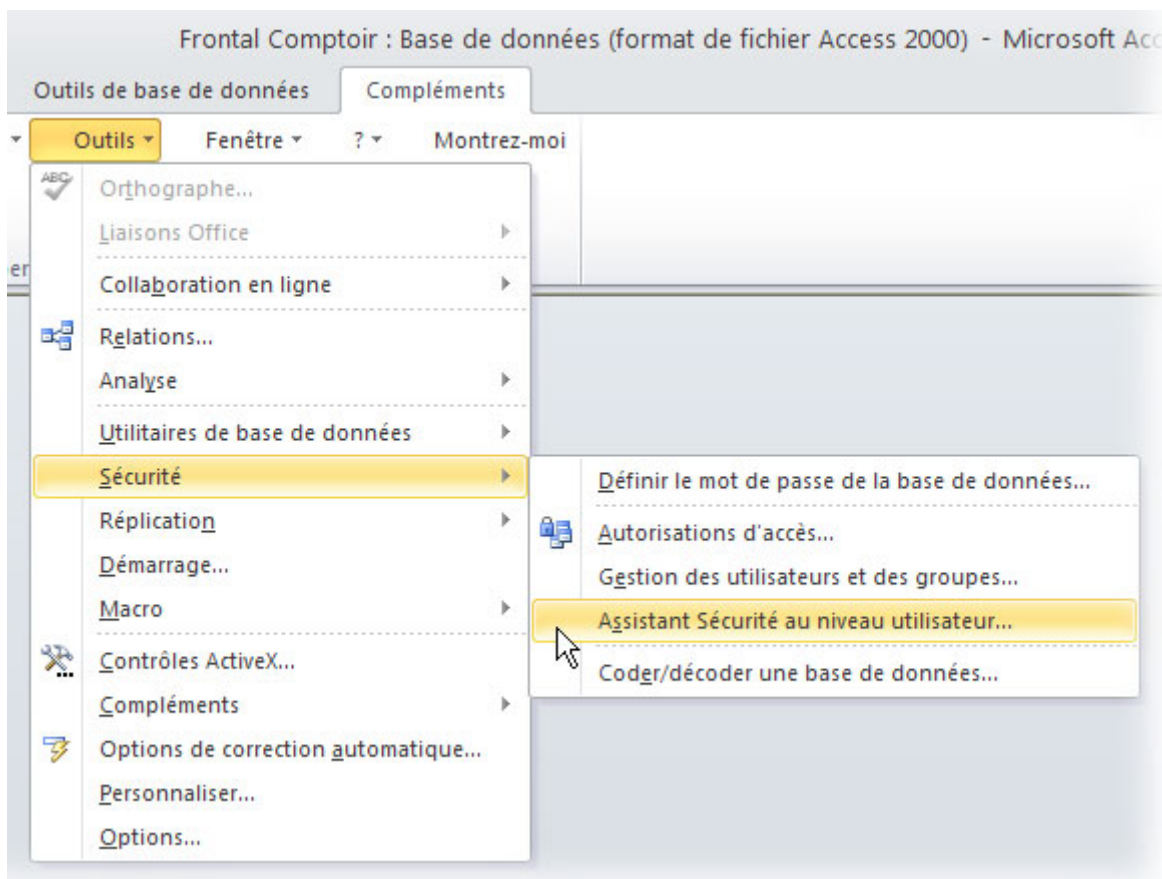 Frontal Comptoir : Base de données (format de fichier Access 2000) - Microsoft Acc
Outils de base de données Compléments
Outils Fenêtre ? Montrez-moi
ABC
Orthographe...
Liaisons Office
er
Collaboration en ligne
Relations...
Analyse
Utilitaires de base de données
Sécurité
Définir le mot de passe de la base de données...
Réplication
Autorisations d'accès...
Démarrage...
Gestion des utilisateurs et des groupes...
Macro
Assistant Sécurité au niveau utilisateur...
Contrôles ActiveX...
Coder/décoder une base de données...
Compléments
Options de correction automatique...
Personnaliser...
Options...